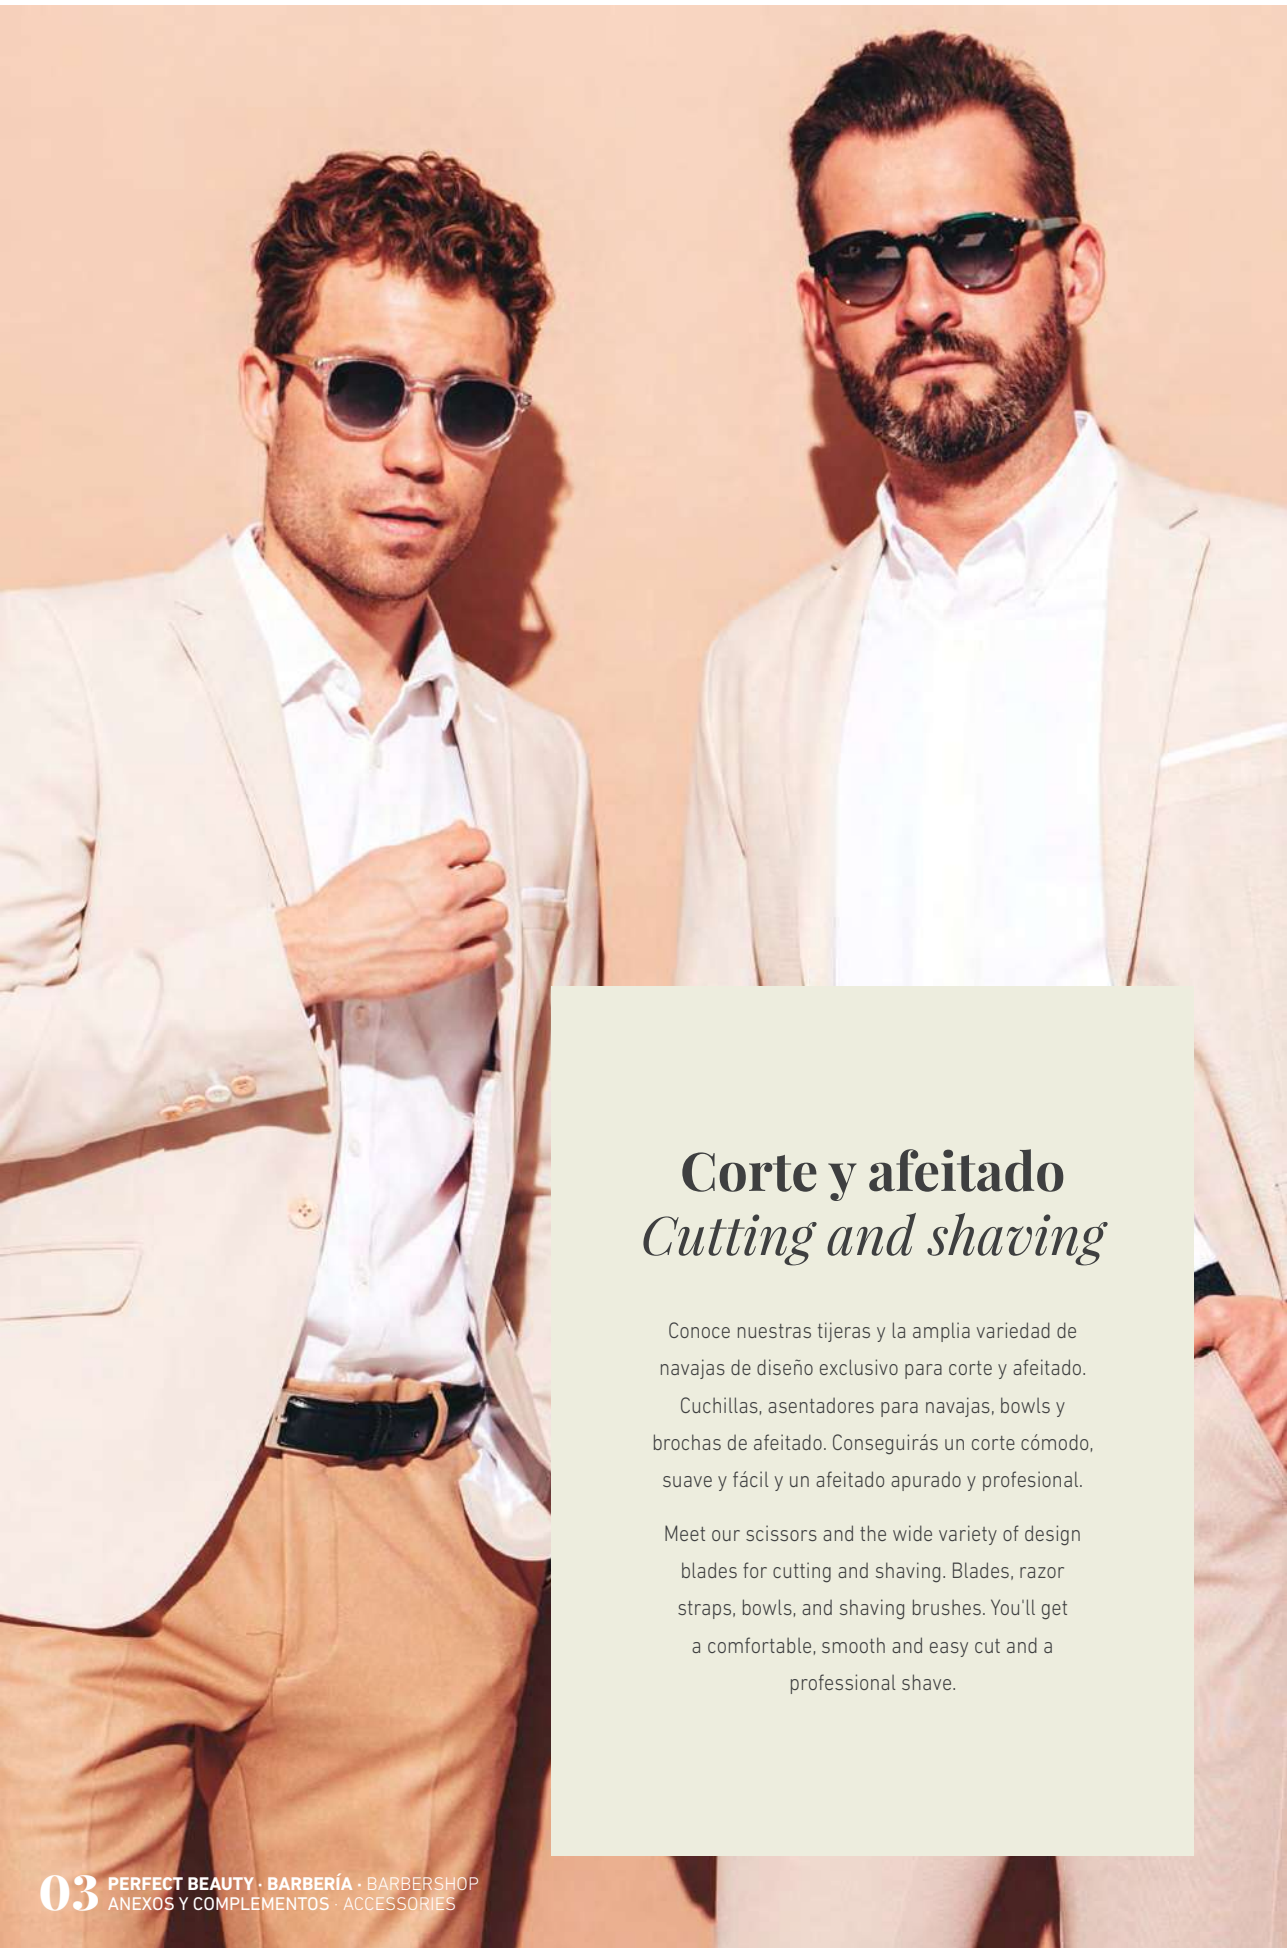 Corte y afeitado
Cutting and shaving
Conoce nuestras tijeras y la amplia variedad de
navajas de diseño exclusivo para corte y afeitado.
Cuchillas, asentadores para navajas, bowls y
brochas de afeitado. Conseguirás un corte cómodo,
suave y fácil y un afeitado apurado y profesional.
Meet our scissors and the wide variety of design
blades for cutting and shaving. Blades, razor
straps, bowls, and shaving brushes. You'll get
a comfortable, smooth and easy cut and a
professional shave.
03 PERFECT BEAUTY · BARBERÍA · BARBERSHOP
ANEXOS Y COMPLEMENTOS · ACCESSORIES